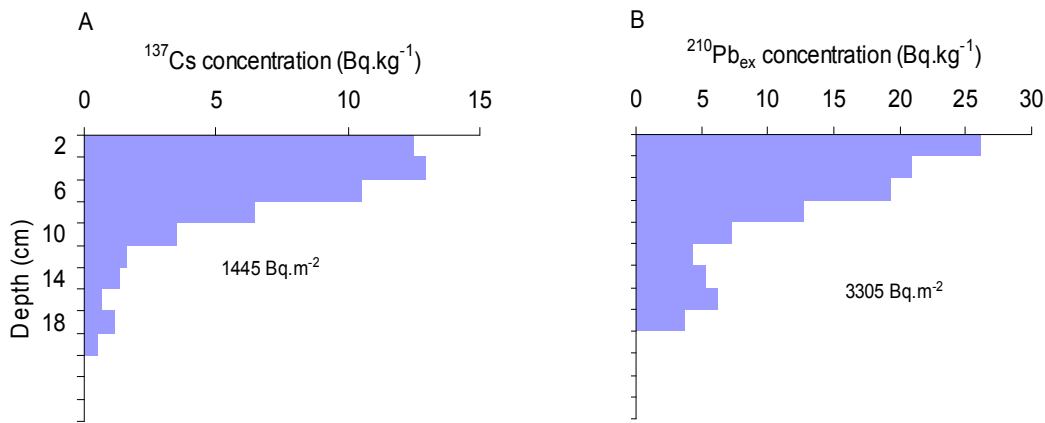 A
¹³⁷Cs concentration (Bq.kg⁻¹)
0 5 10 15
2
6
10
14
18
Depth (cm)
1445 Bq.m⁻²
B
²¹⁰Pbₑₓ concentration (Bq.kg⁻¹)
0 5 10 15 20 25 30
3305 Bq.m⁻²